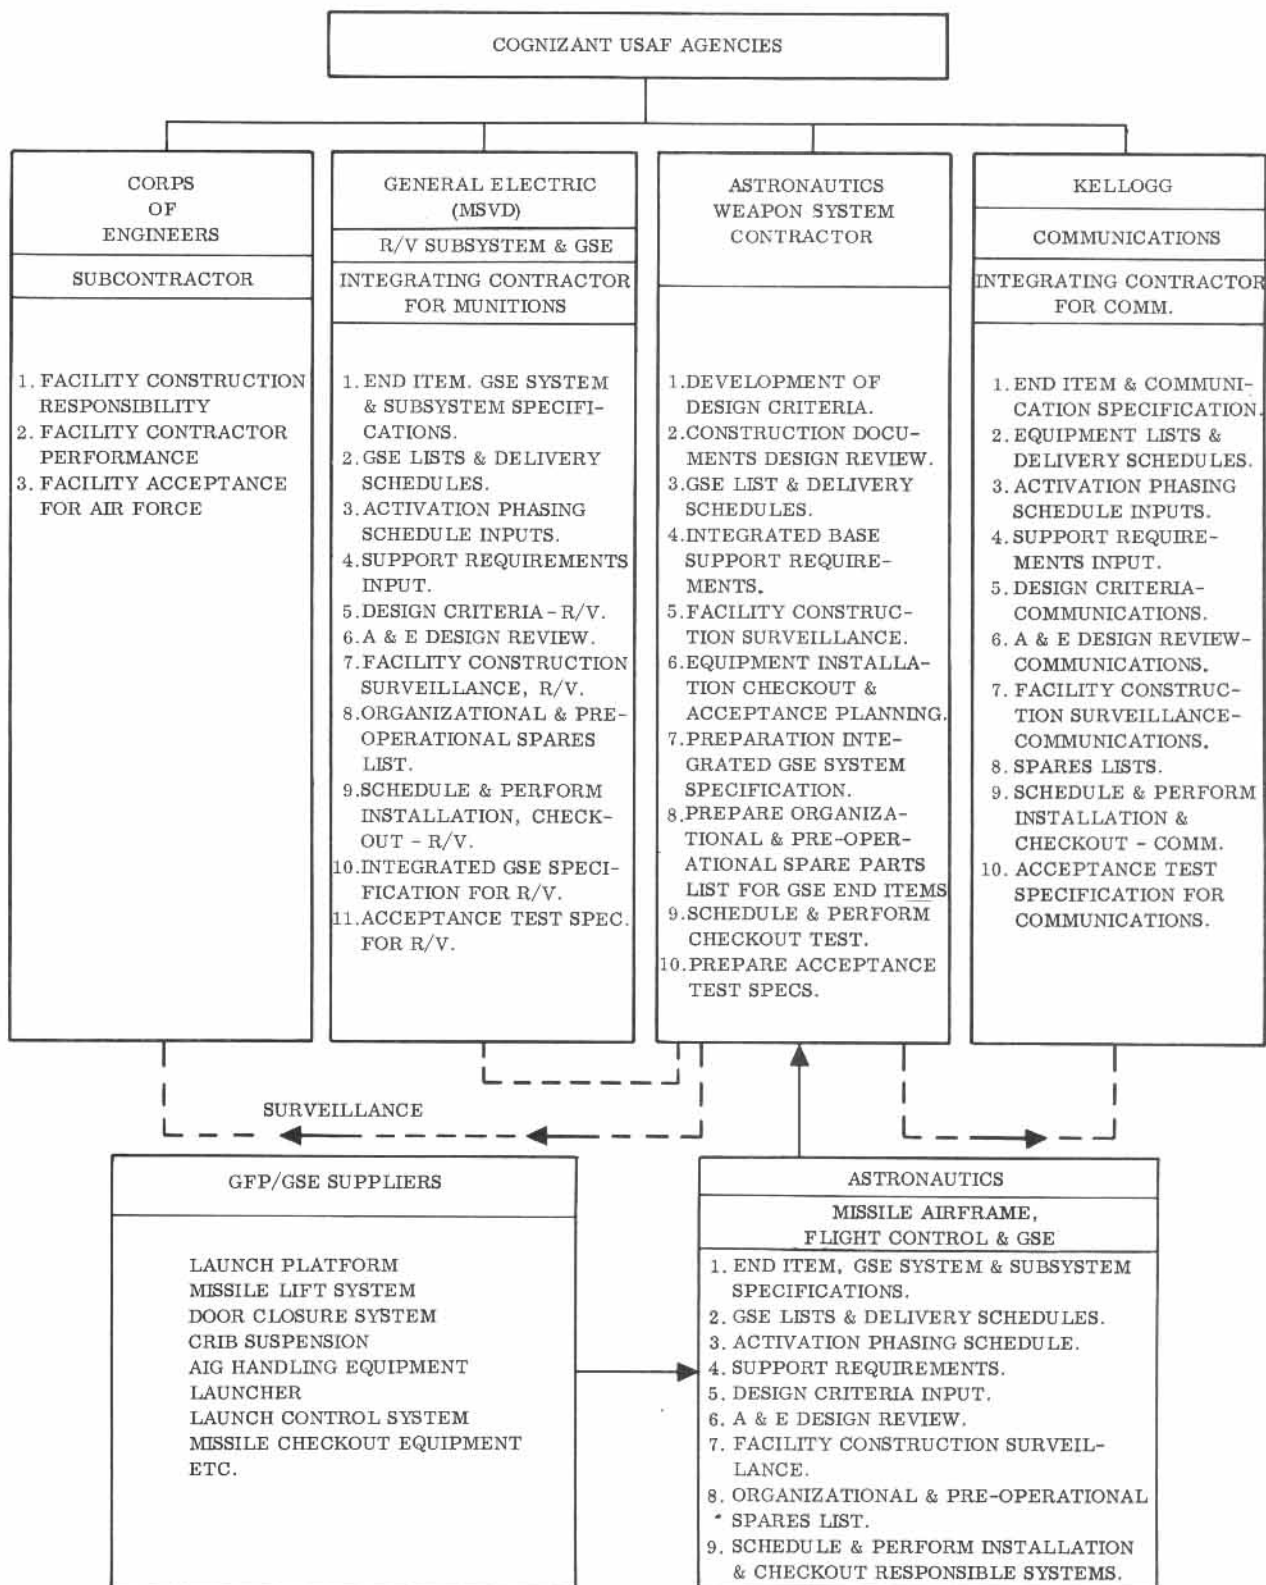 COGNIZANT USAF AGENCIES
CORPS
OF
ENGINEERS
SUBCONTRACTOR
1. FACILITY CONSTRUCTION
RESPONSIBILITY
2. FACILITY CONTRACTOR
PERFORMANCE
3. FACILITY ACCEPTANCE
FOR AIR FORCE
GENERAL ELECTRIC
(MSVD)
R/V SUBSYSTEM & GSE
INTEGRATING CONTRACTOR
FOR MUNITIONS
1. END ITEM. GSE SYSTEM
& SUBSYSTEM SPECIFI-
CATIONS.
2. GSE LISTS & DELIVERY
SCHEDULES.
3. ACTIVATION PHASING
SCHEDULE INPUTS.
4. SUPPORT REQUIREMENTS
INPUT.
5. DESIGN CRITERIA - R/V.
6. A & E DESIGN REVIEW.
7. FACILITY CONSTRUCTION
SURVEILLANCE, R/V.
8. ORGANIZATIONAL & PRE-
OPERATIONAL SPARES
LIST.
9. SCHEDULE & PERFORM
INSTALLATION, CHECK-
OUT - R/V.
10. INTEGRATED GSE SPECI-
FICATION FOR R/V.
11. ACCEPTANCE TEST SPEC.
FOR R/V.
ASTRONAUTICS
WEAPON SYSTEM
CONTRACTOR
1. DEVELOPMENT OF
DESIGN CRITERIA.
2. CONSTRUCTION DOCU-
MENTS DESIGN REVIEW.
3. GSE LIST & DELIVERY
SCHEDULES.
4. INTEGRATED BASE
SUPPORT REQUIRE-
MENTS.
5. FACILITY CONSTRUC-
TION SURVEILLANCE.
6. EQUIPMENT INSTALLA-
TION CHECKOUT &
ACCEPTANCE PLANNING.
7. PREPARATION INTE-
GRATED GSE SYSTEM
SPECIFICATION.
8. PREPARE ORGANIZA-
TIONAL & PRE-OPER-
ATIONAL SPARE PARTS
LIST FOR GSE END ITEMS
9. SCHEDULE & PERFORM
CHECKOUT TEST.
10. PREPARE ACCEPTANCE
TEST SPECS.
KELLOGG
COMMUNICATIONS
INTEGRATING CONTRACTOR
FOR COMM.
1. END ITEM & COMMUNI-
CATION SPECIFICATION.
2. EQUIPMENT LISTS &
DELIVERY SCHEDULES.
3. ACTIVATION PHASING
SCHEDULE INPUTS.
4. SUPPORT REQUIRE-
MENTS INPUT.
5. DESIGN CRITERIA-
COMMUNICATIONS.
6. A & E DESIGN REVIEW-
COMMUNICATIONS.
7. FACILITY CONSTRUC-
TION SURVEILLANCE-
COMMUNICATIONS.
8. SPARES LISTS.
9. SCHEDULE & PERFORM
INSTALLATION &
CHECKOUT - COMM.
10. ACCEPTANCE TEST
SPECIFICATION FOR
COMMUNICATIONS.
SURVEILLANCE
GFP/GSE SUPPLIERS
LAUNCH PLATFORM
MISSILE LIFT SYSTEM
DOOR CLOSURE SYSTEM
CRIB SUSPENSION
AIG HANDLING EQUIPMENT
LAUNCHER
LAUNCH CONTROL SYSTEM
MISSILE CHECKOUT EQUIPMENT
ETC.
ASTRONAUTICS
MISSILE AIRFRAME,
FLIGHT CONTROL & GSE
1. END ITEM, GSE SYSTEM & SUBSYSTEM
SPECIFICATIONS.
2. GSE LISTS & DELIVERY SCHEDULES.
3. ACTIVATION PHASING SCHEDULE.
4. SUPPORT REQUIREMENTS.
5. DESIGN CRITERIA INPUT.
6. A & E DESIGN REVIEW.
7. FACILITY CONSTRUCTION SURVEIL-
LANCE.
8. ORGANIZATIONAL & PRE-OPERATIONAL
SPARES LIST.
9. SCHEDULE & PERFORM INSTALLATION
& CHECKOUT RESPONSIBLE SYSTEMS.